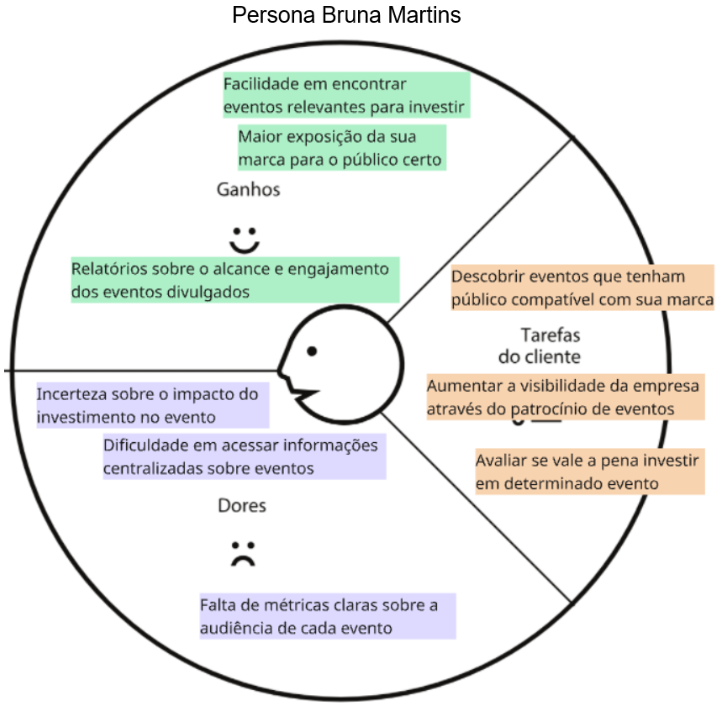 Persona Bruna Martins
Facilidade em encontrar
eventos relevantes para investir
Maior exposição da sua
marca para o público certo
Ganhos
Relatórios sobre o alcance e engajamento
dos eventos divulgados
Descobrir eventos que tenham
público compatível com sua marca
Tarefas
do cliente
Aumentar a visibilidade da empresa
através do patrocínio de eventos
Avaliar se vale a pena investir
em determinado evento
Incerteza sobre o impacto do
investimento no evento
Dificuldade em acessar informações
centralizadas sobre eventos
Dores
Falta de métricas claras sobre a
audiência de cada evento